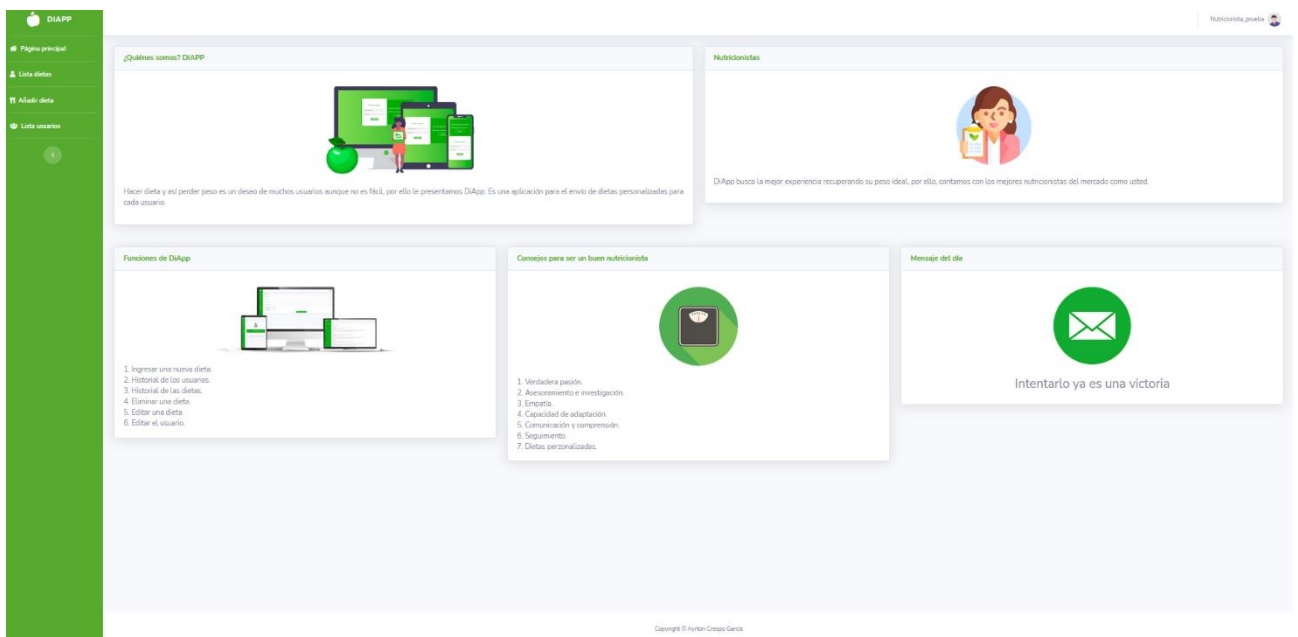 DIAPP
Nutricionista_prueba
Página principal
Lista dietas
Añadir dieta
Lista usuarios
¿Quiénes somos? DIAPP
Hacer dieta y así perder peso es un deseo de muchos usuarios aunque no es fácil, por ello le presentamos DiApp. Es una aplicación para el envío de dietas personalizadas para
cada usuario.
Nutricionistas
DiApp busca la mejor experiencia recuperando su peso ideal, por ello, contamos con los mejores nutricionistas del mercado como usted.
Funciones de DiApp
1. Ingresar una nueva dieta.
2. Historial de los usuarios.
3. Historial de las dietas.
4. Eliminar una dieta.
5. Editar una dieta.
6. Editar el usuario.
Consejos para ser un buen nutricionista
1. Verdadera pasión.
2. Asesoramiento e investigación.
3. Empatía.
4. Capacidad de adaptación.
5. Comunicación y comprensión.
6. Seguimiento.
7. Dietas perzonalizadas.
Mensaje del día
Intentarlo ya es una victoria
Copyright © Ayrton Crespo García